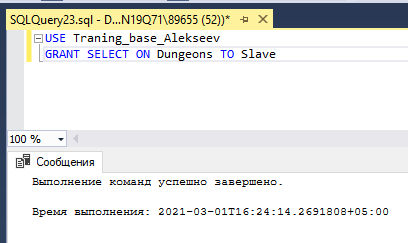 SQLQuery23.sql - D...N19Q71\89655 (52))*
USE Traning_base_Alekseev
GRANT SELECT ON Dungeons TO Slave
100 %
Сообщения
Выполнение команд успешно завершено.
Время выполнения: 2021-03-01T16:24:14.2691808+05:00